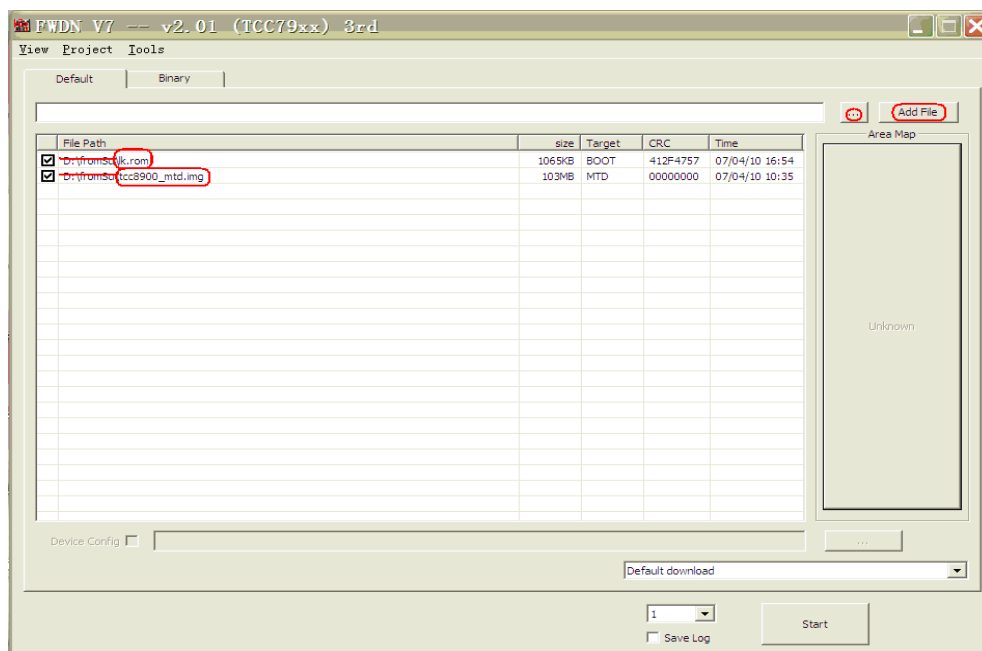 FWDN V7 -- v2.01 (TCC79xx) 3rd
View Project Tools
Default Binary
... Add File
File Path size Target CRC Time Area Map
D:\fromSu\lk.rom 1065KB BOOT 412F4757 07/04/10 16:54
D:\fromSu\tcc8900_mtd.img 103MB MTD 00000000 07/04/10 10:35
Unknown
Device Config ...
Default download
1
Save Log
Start